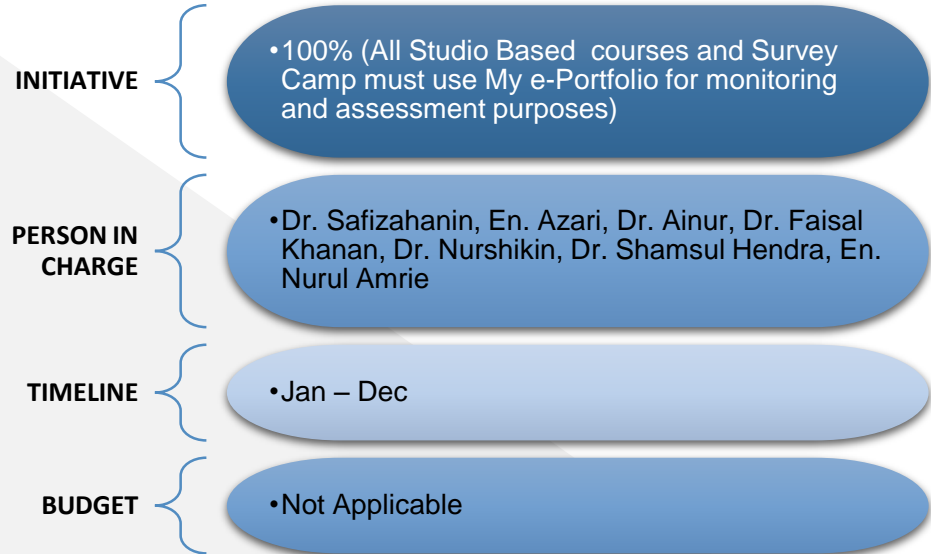 INITIATIVE
•100% (All Studio Based courses and Survey
Camp must use My e-Portfolio for monitoring
and assessment purposes)
PERSON IN
CHARGE
•Dr. Safizahanin, En. Azari, Dr. Ainur, Dr. Faisal
Khanan, Dr. Nurshikin, Dr. Shamsul Hendra, En.
Nurul Amrie
TIMELINE
•Jan – Dec
BUDGET
•Not Applicable